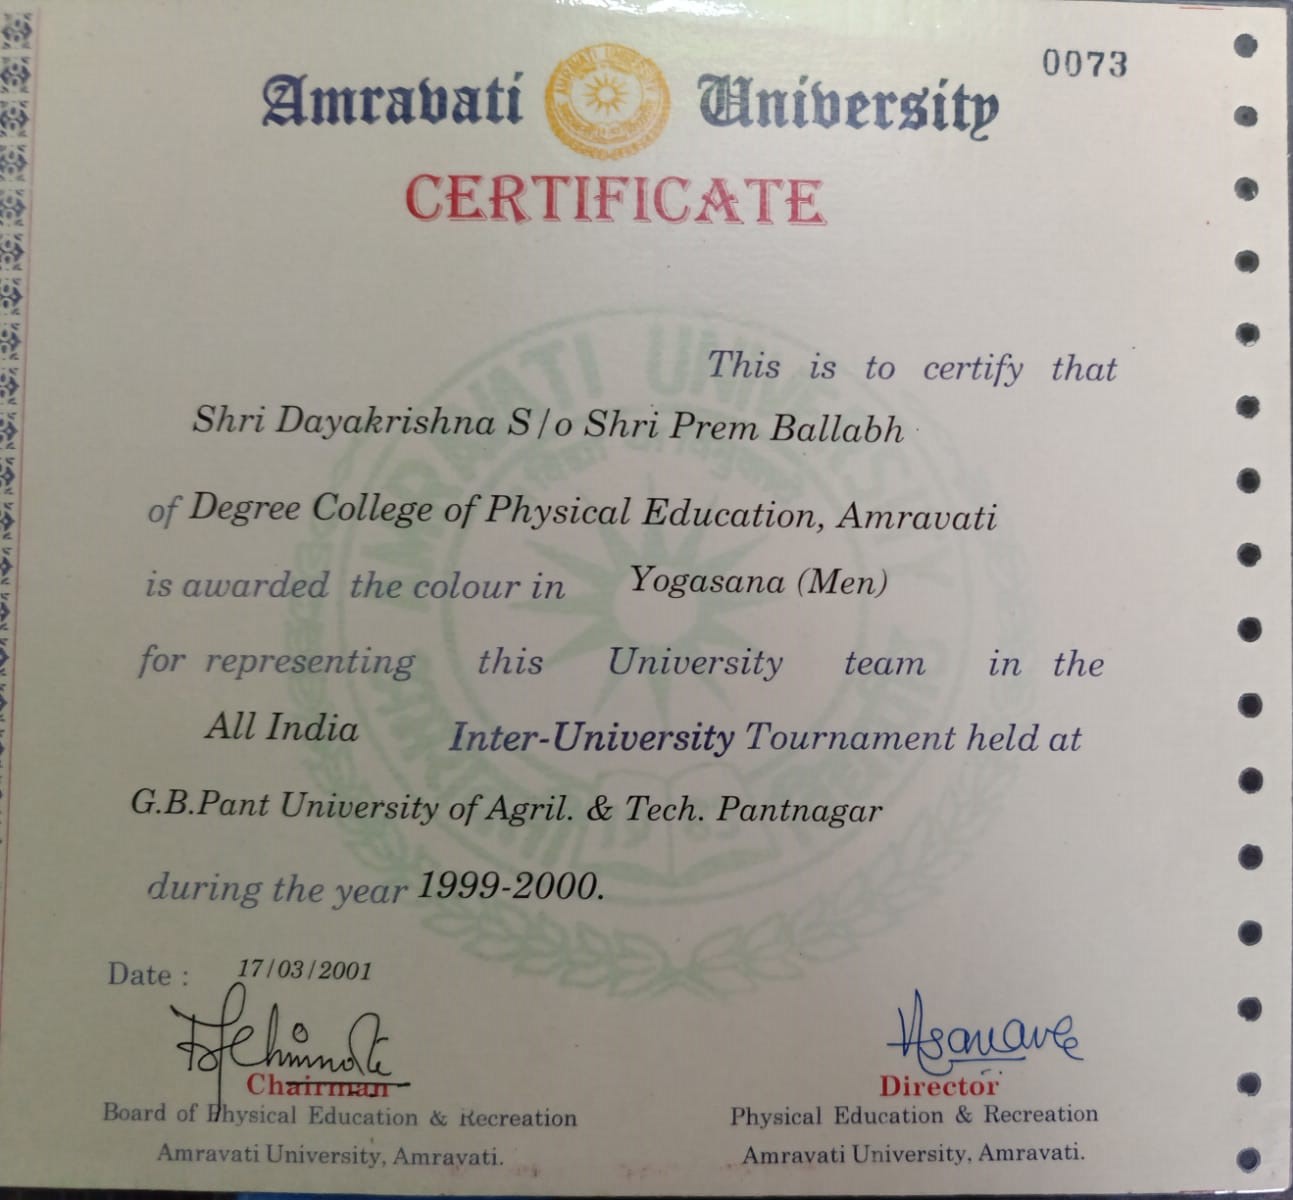 0073
Amravati University
CERTIFICATE
This is to certify that
Shri Dayakrishna S/o Shri Prem Ballabh
of Degree College of Physical Education, Amravati
is awarded the colour in Yogasana (Men)
for representing this University team in the
All India Inter-University Tournament held at
G.B.Pant University of Agril. & Tech. Pantnagar
during the year 1999-2000.
Date : 17/03/2001
Chairman
Board of Physical Education & Recreation
Amravati University, Amravati.
Director
Physical Education & Recreation
Amravati University, Amravati.